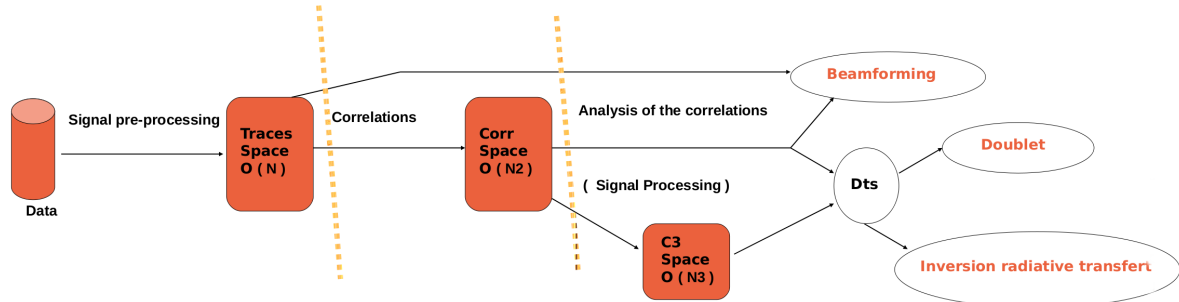 Data
Signal pre-processing
Traces
Space
O ( N )
Correlations
Corr
Space
O ( N2 )
Analysis of the correlations
( Signal Processing )
C3
Space
O ( N3 )
Beamforming
Dts
Doublet
Inversion radiative transfert